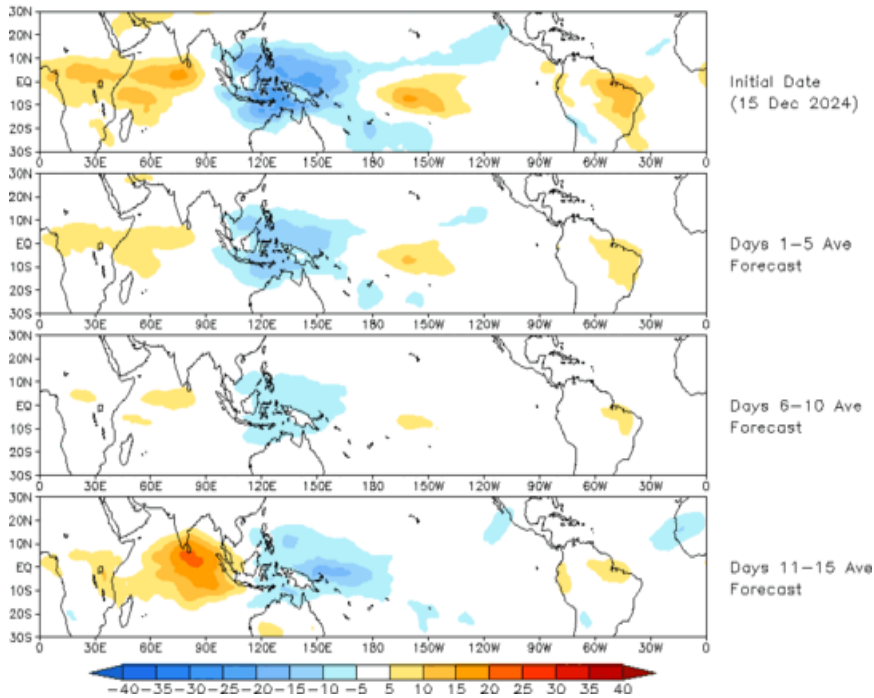 30N
20N
10N
EQ
10S
20S
30S
0 30E 60E 90E 120E 150E 180 150W 120W 90W 60W 30W 0
Initial Date
(15 Dec 2024)
30N
20N
10N
EQ
10S
20S
30S
0 30E 60E 90E 120E 150E 180 150W 120W 90W 60W 30W 0
Days 1-5 Ave
Forecast
30N
20N
10N
EQ
10S
20S
30S
0 30E 60E 90E 120E 150E 180 150W 120W 90W 60W 30W 0
Days 6-10 Ave
Forecast
30N
20N
10N
EQ
10S
20S
30S
0 30E 60E 90E 120E 150E 180 150W 120W 90W 60W 30W 0
Days 11-15 Ave
Forecast
-40 -35 -30 -25 -20 -15 -10 -5 5 10 15 20 25 30 35 40